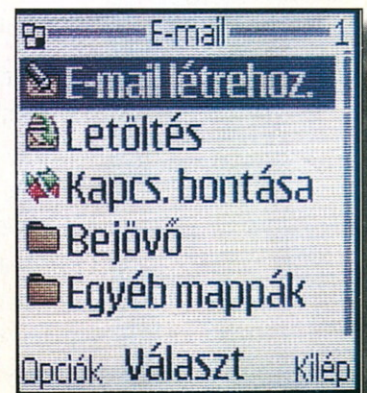 E-mail 1
E-mail létrehoz.
Letöltés
Kapcs. bontása
Bejövő
Egyéb mappák
Opciók Választ Kilép